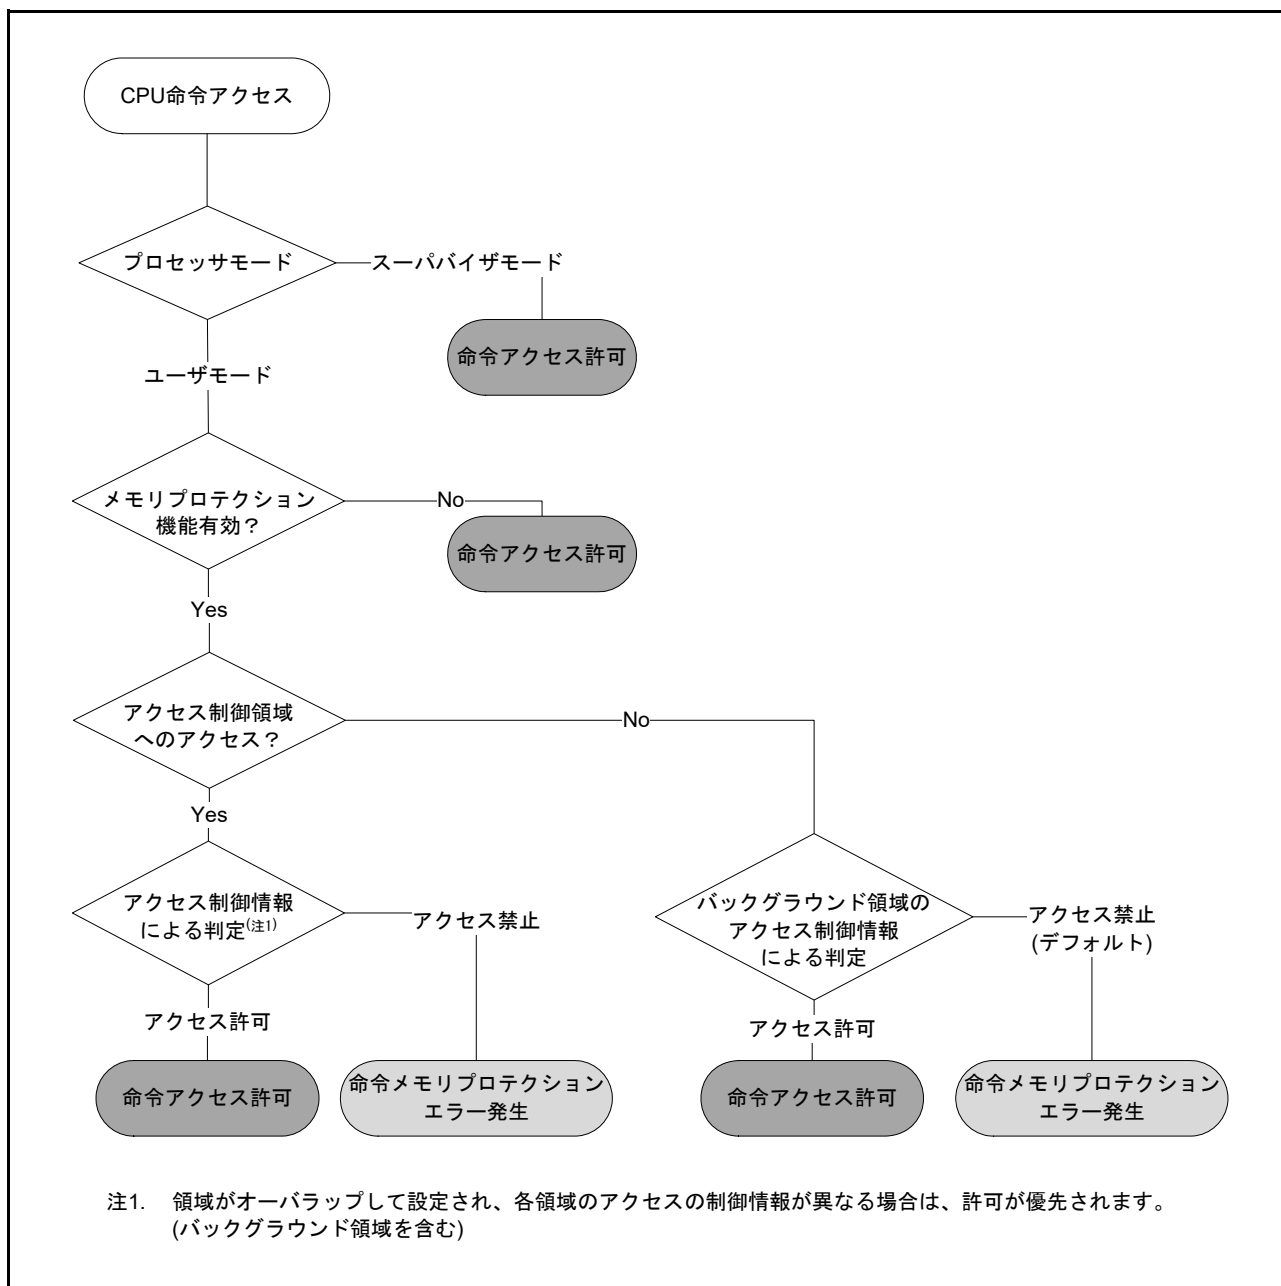 CPU命令アクセス
プロセッサモード
スーパバイザモード
命令アクセス許可
ユーザモード
メモリプロテクション
機能有効？
No
命令アクセス許可
Yes
アクセス制御領域
へのアクセス？
No
Yes
アクセス制御情報
による判定(注1)
アクセス禁止
バックグラウンド領域の
アクセス制御情報
による判定
アクセス禁止
(デフォルト)
アクセス許可
アクセス許可
命令アクセス許可
命令メモリプロテクション
エラー発生
命令アクセス許可
命令メモリプロテクション
エラー発生
注1. 領域がオーバラップして設定され、各領域のアクセスの制御情報が異なる場合は、許可が優先されます。
(バックグラウンド領域を含む)